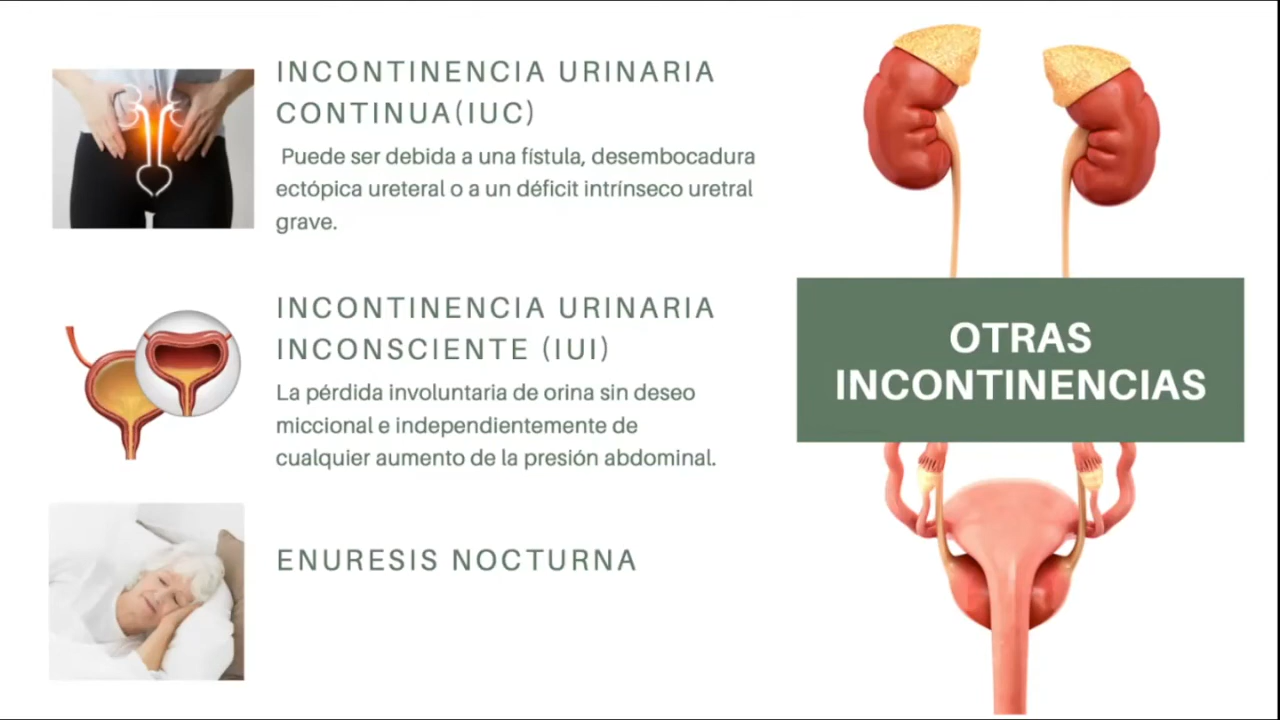 INCONTINENCIA URINARIA
CONTINUA(IUC)
Puede ser debida a una fístula, desembocadura
ectópica ureteral o a un déficit intrínseco uretral
grave.
INCONTINENCIA URINARIA
INCONSCIENTE (IUI)
La pérdida involuntaria de orina sin deseo
miccional e independientemente de
cualquier aumento de la presión abdominal.
ENURESIS NOCTURNA
OTRAS
INCONTINENCIAS